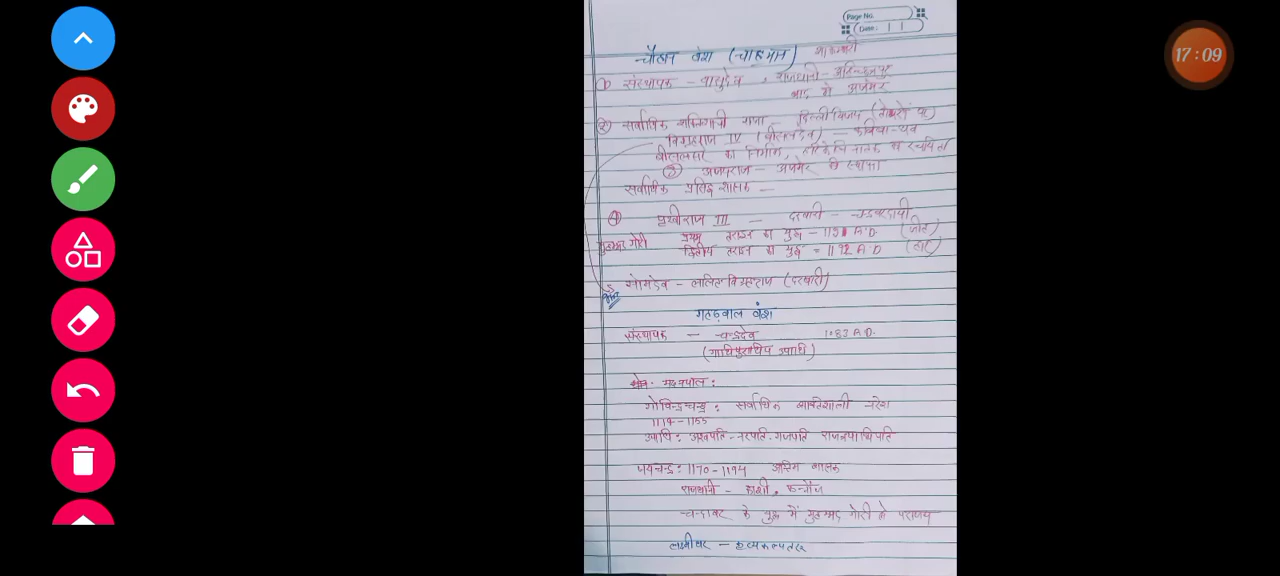 Page No.
Date: 11
17:09
चौहान वंश (चाहमान) शाकम्भरी
① संस्थापक - वासुदेव, राजधानी - अहिच्छत्रपुर
बाद में अजमेर
② सर्वाधिक शक्तिशाली राजा - दिल्ली विजय (तोमरों पर)
विग्रहराज IV (वीसलदेव) -
वीसलसर का निर्माण, हरिकेलि नाटक के रचयिता
③ अजयराज - अजमेर की स्थापना
सर्वाधिक प्रसिद्ध शासक -
④ पृथ्वीराज III - दरबारी - चन्दबरदायी
मुहम्मद गोरी प्रथम तराइन का युद्ध - 1191 A.D. (जीत)
द्वितीय तराइन का युद्ध = 1192 A.D (हार)
सोमदेव - ललित विग्रहराज (दरबारी)
गहड़वाल वंश
संस्थापक - चन्द्रदेव 1083 A.D.
(गाधिपुराधिप उपाधि)
मदनपाल :
गोविन्दचन्द्र : सर्वाधिक शक्तिशाली नरेश
1114-1155
उपाधि : अश्वपति-नरपति-गजपति राजत्रयाधिपति
जयचन्द्र : 1170-1194 अंतिम शासक
राजधानी - काशी, कन्नौज
चन्दावर के युद्ध में मुहम्मद गोरी से पराजय
लक्ष्मीधर - कृत्यकल्पतरू